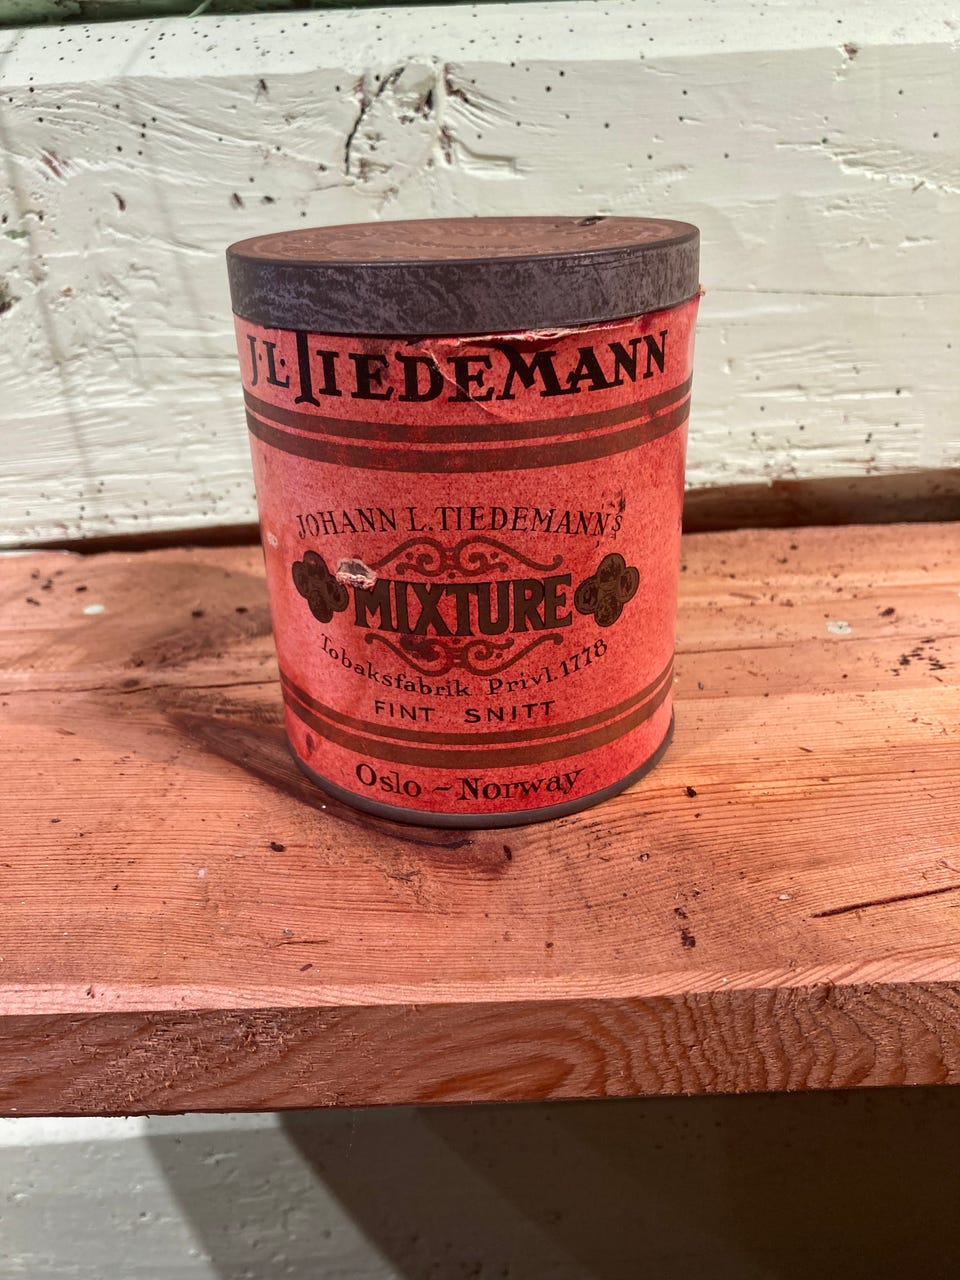 J.L. TIEDEMANN
JOHANN L. TIEDEMANN'S
MIXTURE
Tobaksfabrik Privl. 1778
FINT SNITT
Oslo - Norway